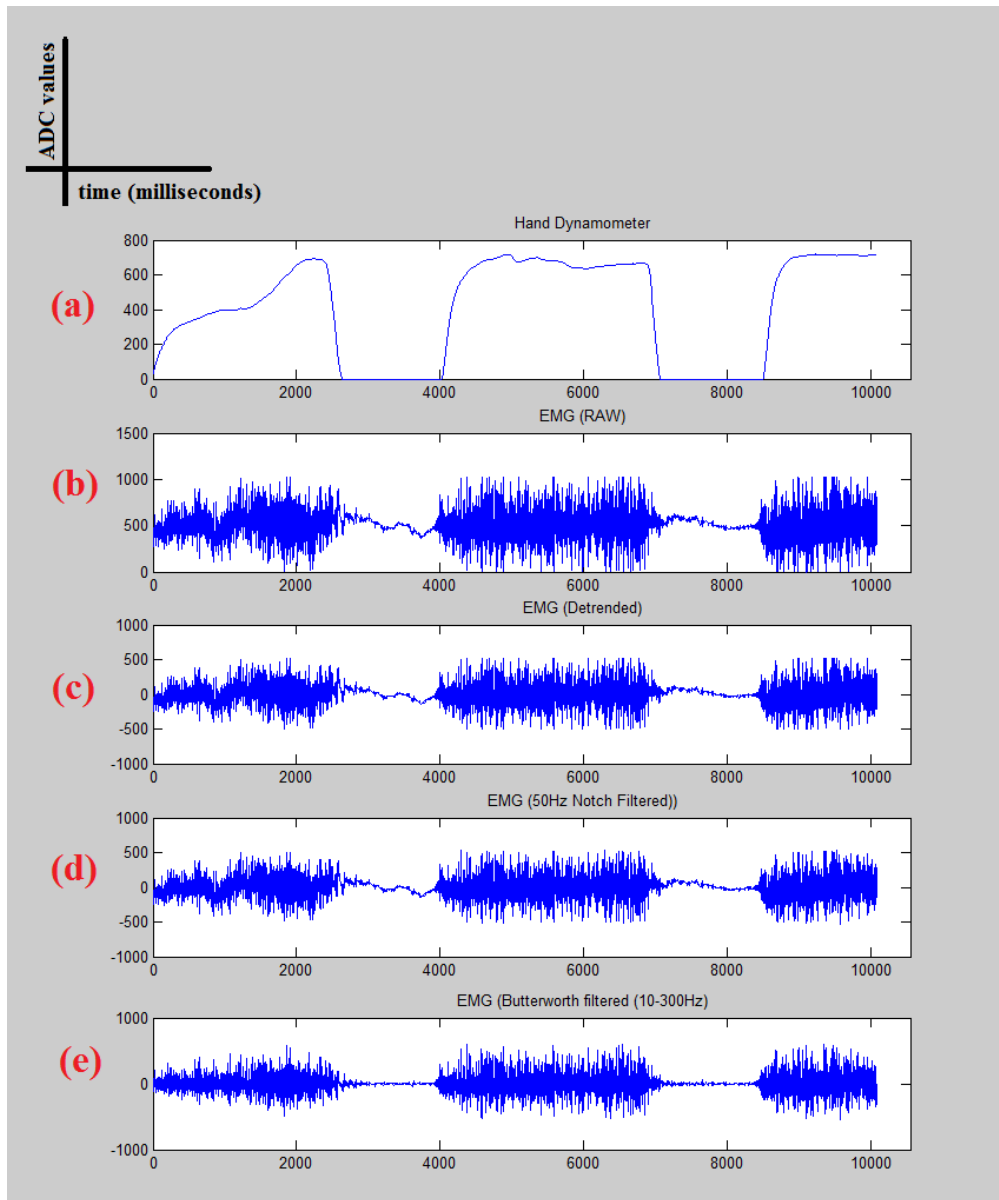 ADC values
time (milliseconds)
Hand Dynamometer
(a)
800
600
400
200
0
0 2000 4000 6000 8000 10000
EMG (RAW)
(b)
1500
1000
500
0
0 2000 4000 6000 8000 10000
EMG (Detrended)
(c)
1000
500
0
-500
-1000
0 2000 4000 6000 8000 10000
EMG (50Hz Notch Filtered))
(d)
1000
500
0
-500
-1000
0 2000 4000 6000 8000 10000
EMG (Butterworth filtered (10-300Hz)
(e)
1000
0
-1000
0 2000 4000 6000 8000 10000